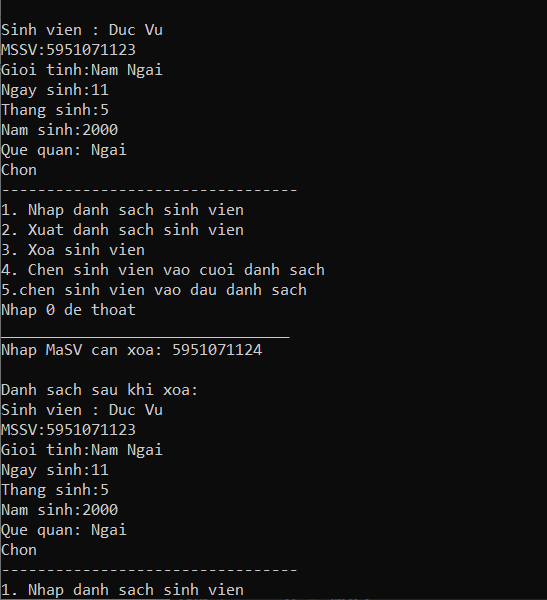 Sinh vien : Duc Vu
MSSV:5951071123
Gioi tinh:Nam Ngai
Ngay sinh:11
Thang sinh:5
Nam sinh:2000
Que quan: Ngai
Chon
---------------------------------
1. Nhap danh sach sinh vien
2. Xuat danh sach sinh vien
3. Xoa sinh vien
4. Chen sinh vien vao cuoi danh sach
5.chen sinh vien vao dau danh sach
Nhap 0 de thoat
________________________________
Nhap MaSV can xoa: 5951071124
Danh sach sau khi xoa:
Sinh vien : Duc Vu
MSSV:5951071123
Gioi tinh:Nam Ngai
Ngay sinh:11
Thang sinh:5
Nam sinh:2000
Que quan: Ngai
Chon
---------------------------------
1. Nhap danh sach sinh vien